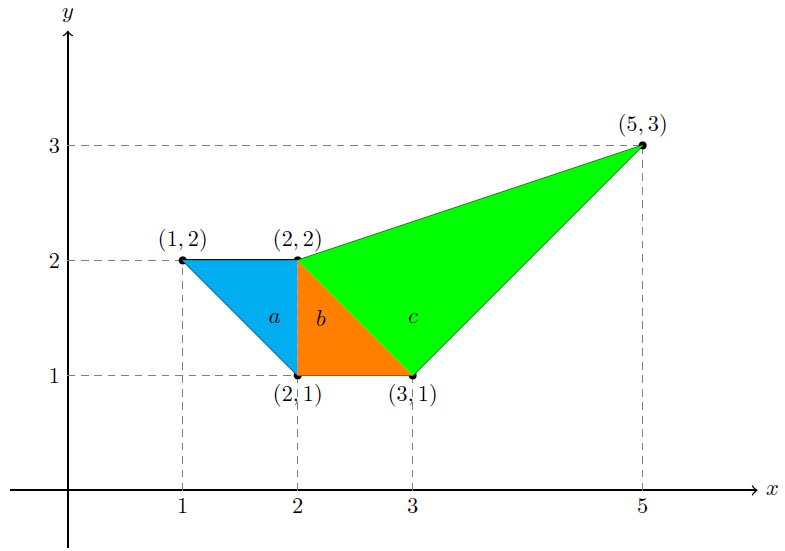 y
(5, 3)
3
(1, 2)
(2, 2)
2
a
b
c
1
(2, 1)
(3, 1)
x
1
2
3
5